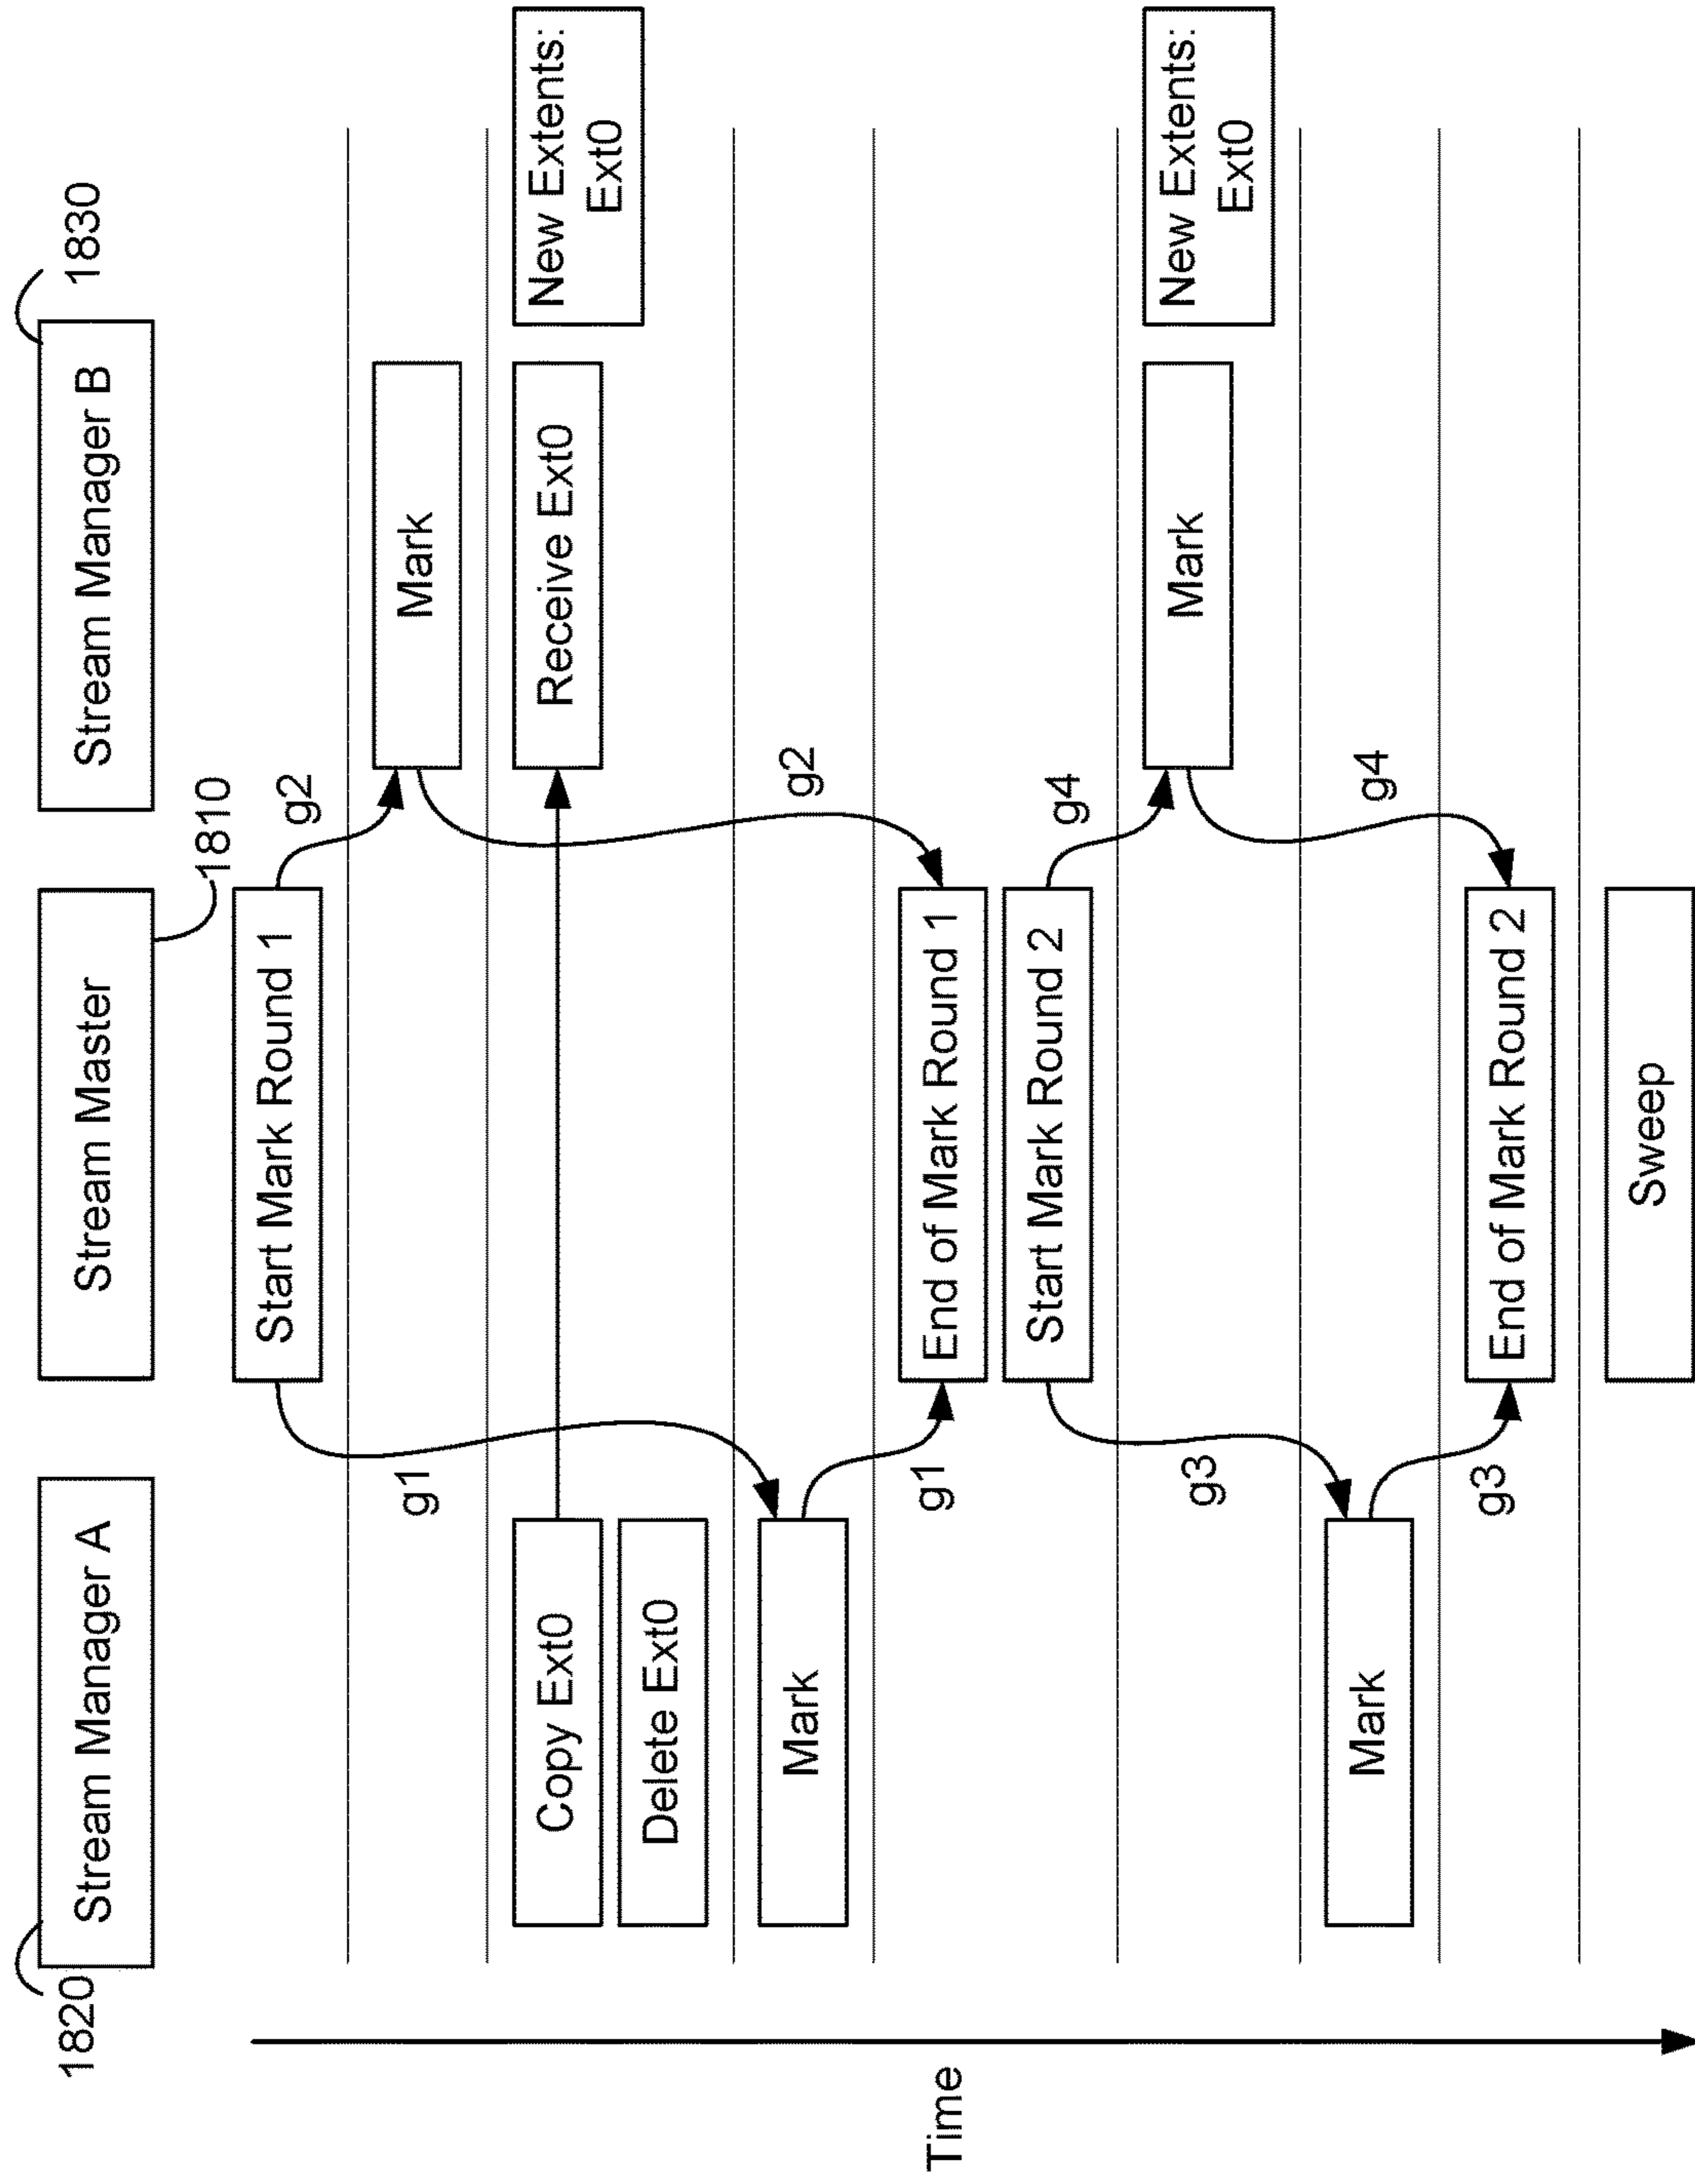 1820
Stream Manager A
Stream Master
1810
Stream Manager B
1830
Time
Start Mark Round 1
g2
g1
Mark
Copy Ext0
Receive Ext0
New Extents:
Ext0
Delete Ext0
Mark
g2
g1
End of Mark Round 1
Start Mark Round 2
g4
g3
Mark
New Extents:
Ext0
Mark
g4
g3
End of Mark Round 2
Sweep